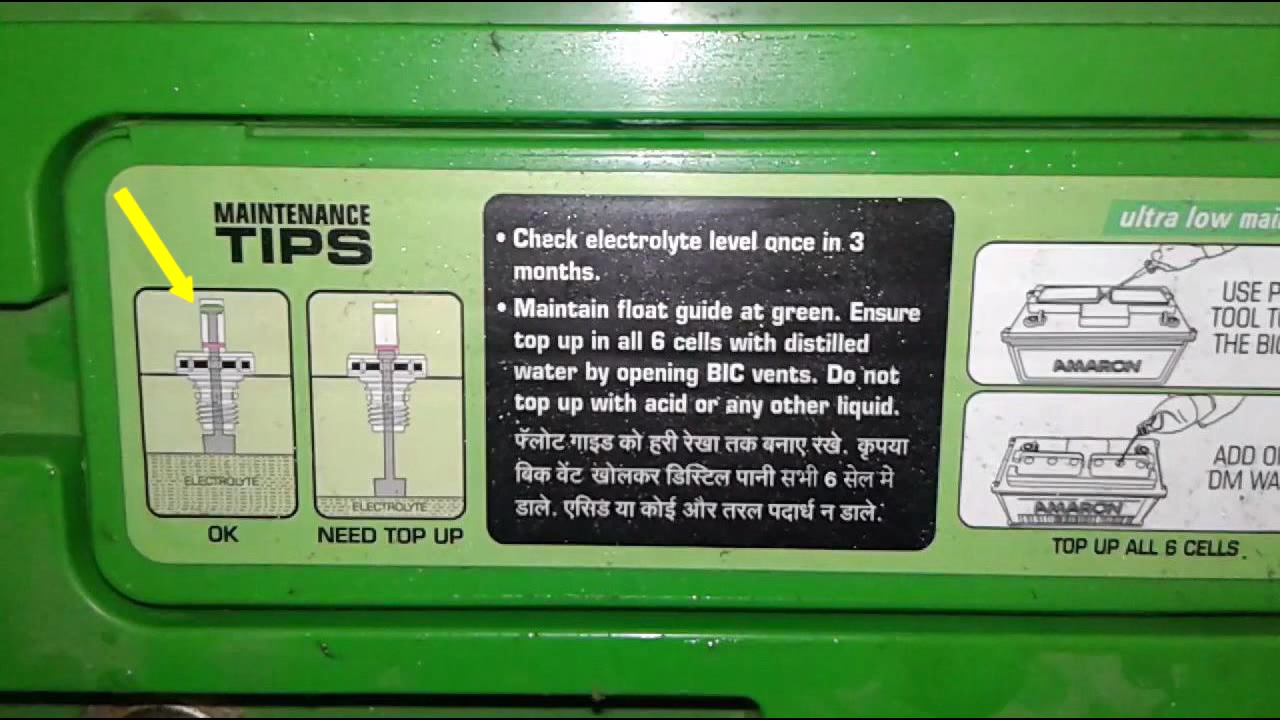 MAINTENANCE
TIPS
ELECTROLYTE
ELECTROLYTE
OK
NEED TOP UP
• Check electrolyte level once in 3
months.
• Maintain float guide at green. Ensure
top up in all 6 cells with distilled
water by opening BIC vents. Do not
top up with acid or any other liquid.
फ्लोट गाइड को हरी रेखा तक बनाए रखे. कृपया
बिक वेंट खोलकर डिस्टिल पानी सभी 6 सेल मे
डाले. एसिड या कोई और तरल पदार्ध न डाले.
ultra low
USE
TOOL
THE
AMARON
ADD
DM
AMARON
TOP UP ALL 6 CELLS